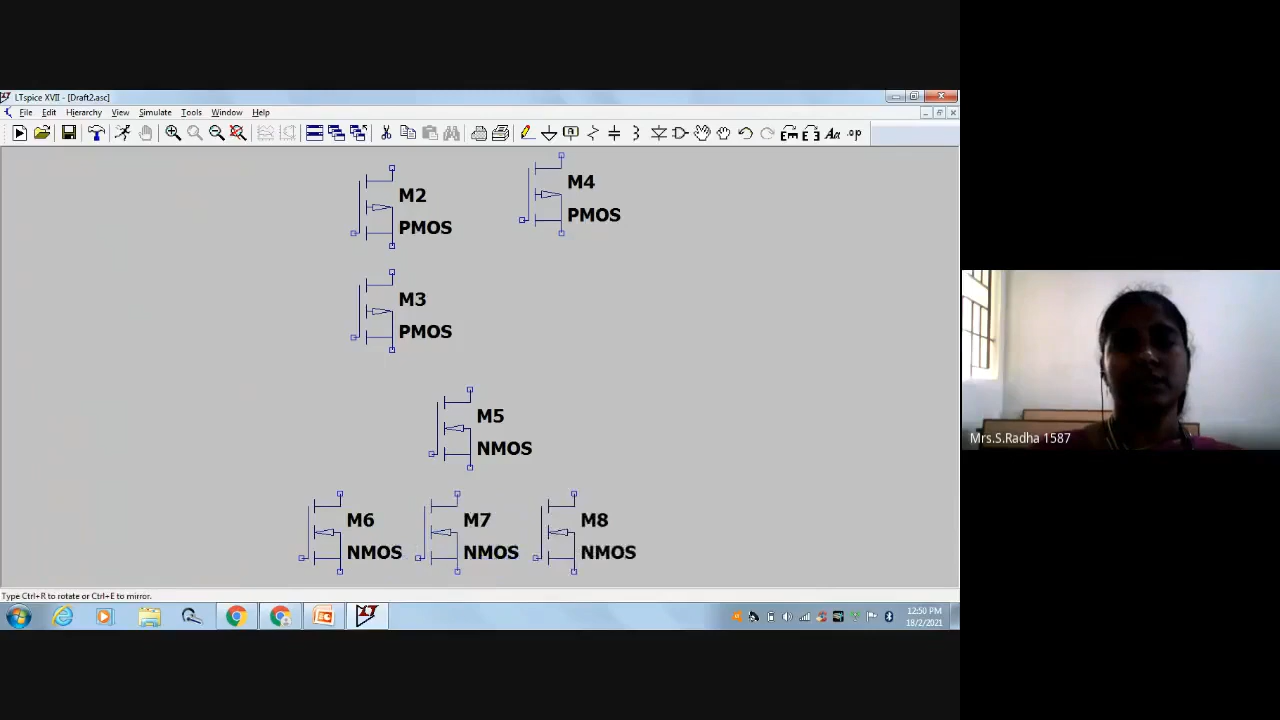 LTspice XVII - [Draft2.asc]
File Edit Hierarchy View Simulate Tools Window Help
M2
PMOS
M4
PMOS
M3
PMOS
M5
NMOS
M6
NMOS
M7
NMOS
M8
NMOS
Mrs.S.Radha 1587
Type Ctrl+R to rotate or Ctrl+E to mirror.
12:50 PM
18/2/2021